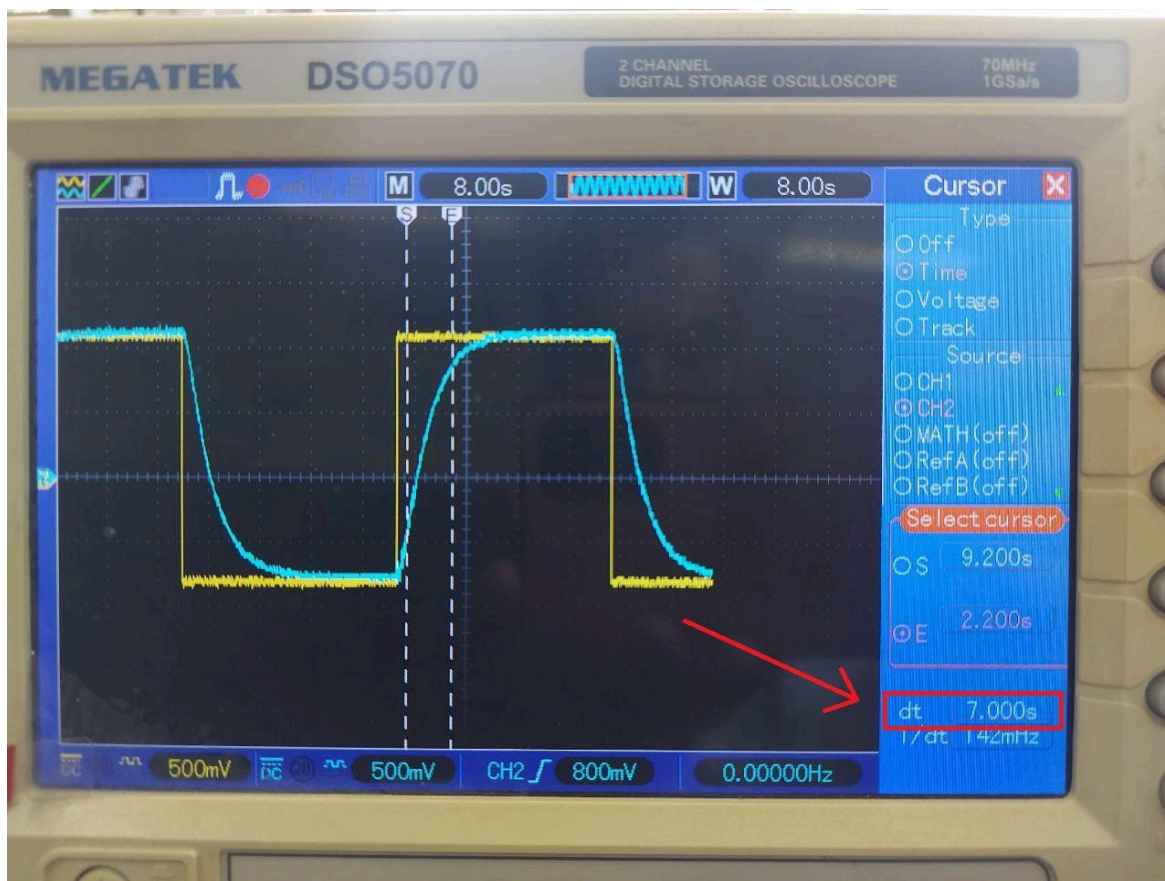 MEGATEK DSO5070
2 CHANNEL 70MHz
DIGITAL STORAGE OSCILLOSCOPE 1GSa/s
M 8.00s W 8.00s
S E
Cursor
Type
Off
Time
Voltage
Track
Source
CH1
CH2
MATH(off)
RefA(off)
RefB(off)
Select cursor
S 9.200s
E 2.200s
dt 7.000s
1/dt 142mHz
DC 500mV DC 500mV CH2 800mV 0.00000Hz